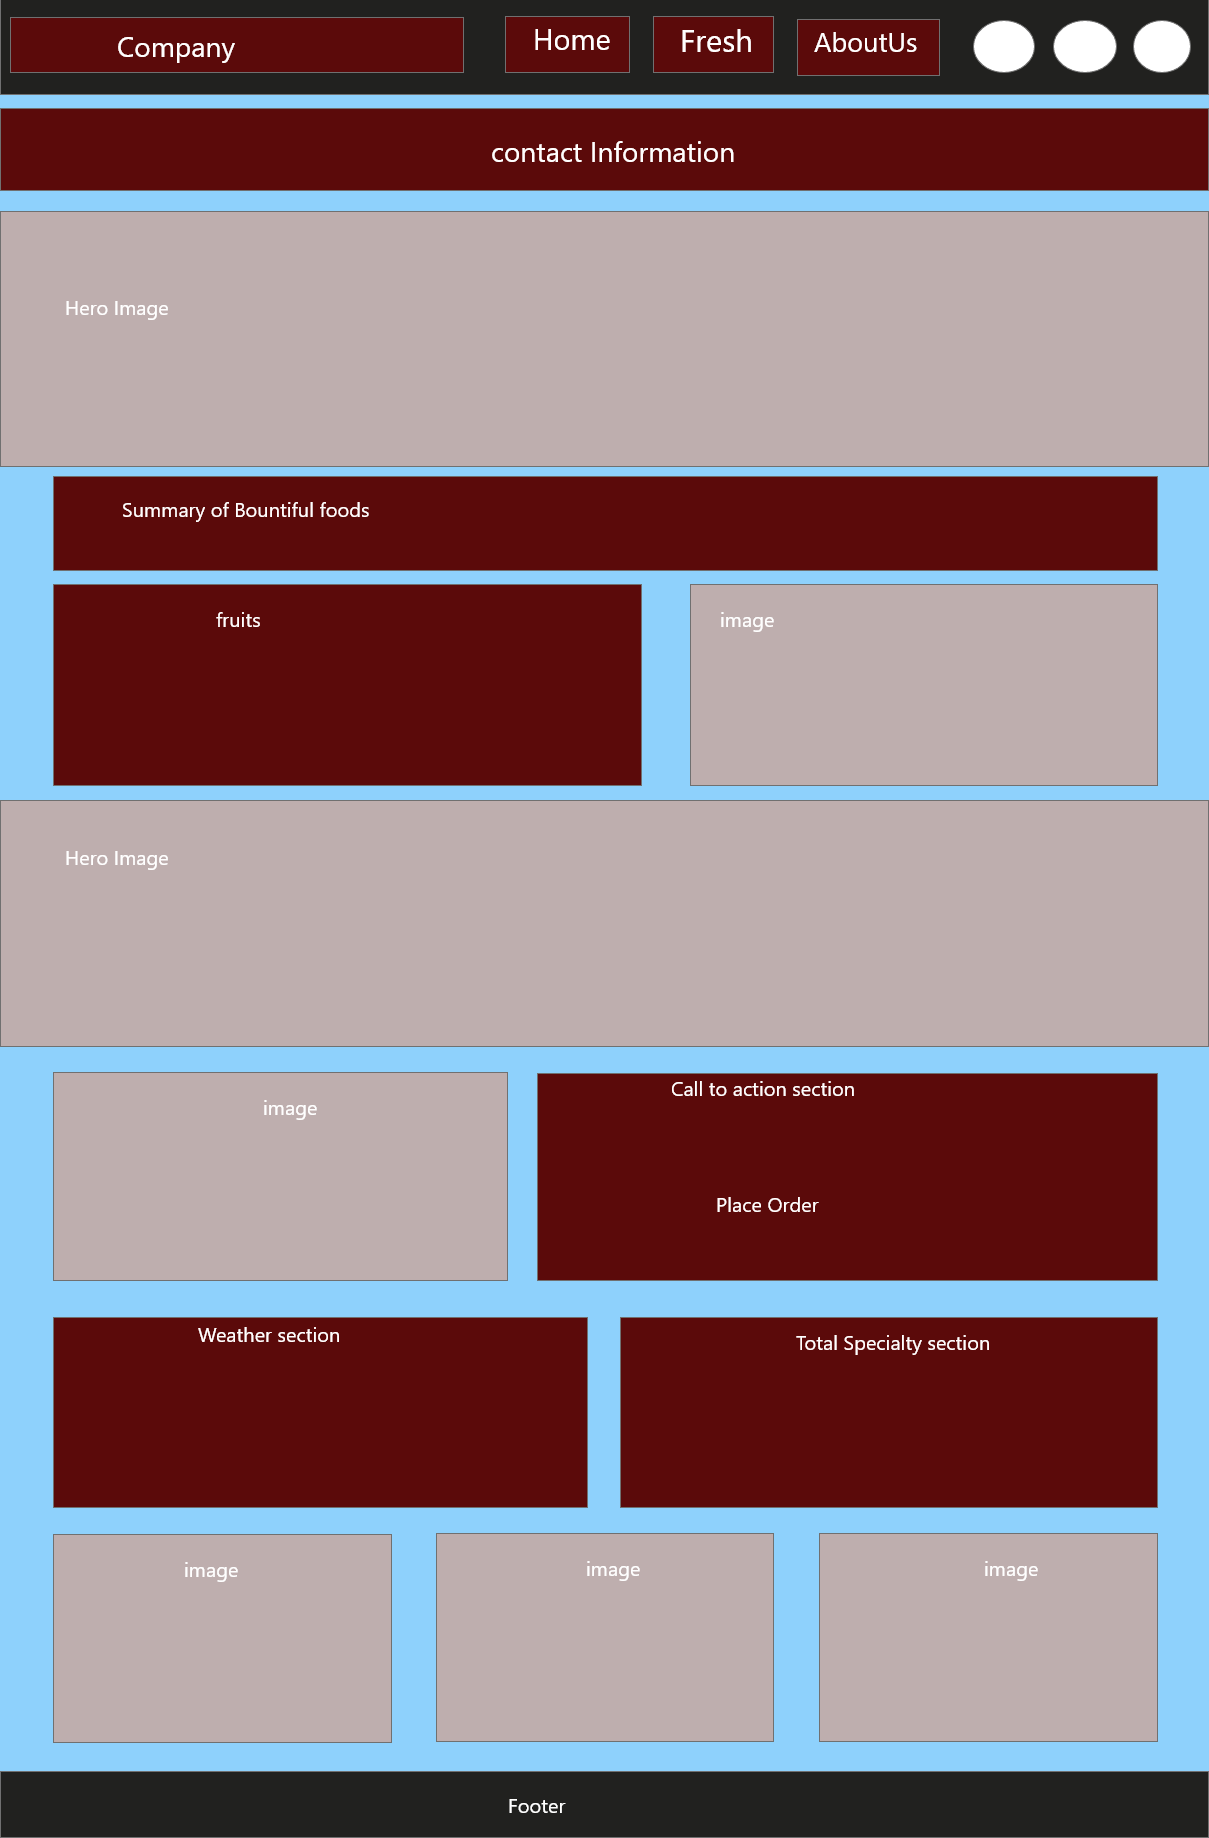 Company
Home
Fresh
AboutUs
contact Information
Hero Image
Summary of Bountiful foods
fruits
image
Hero Image
image
Call to action section
Place Order
Weather section
Total Specialty section
image
image
image
Footer